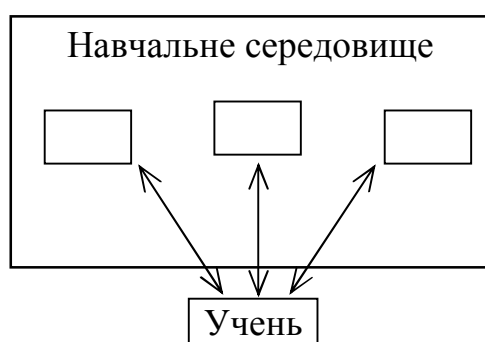 Навчальне середовище
Учень